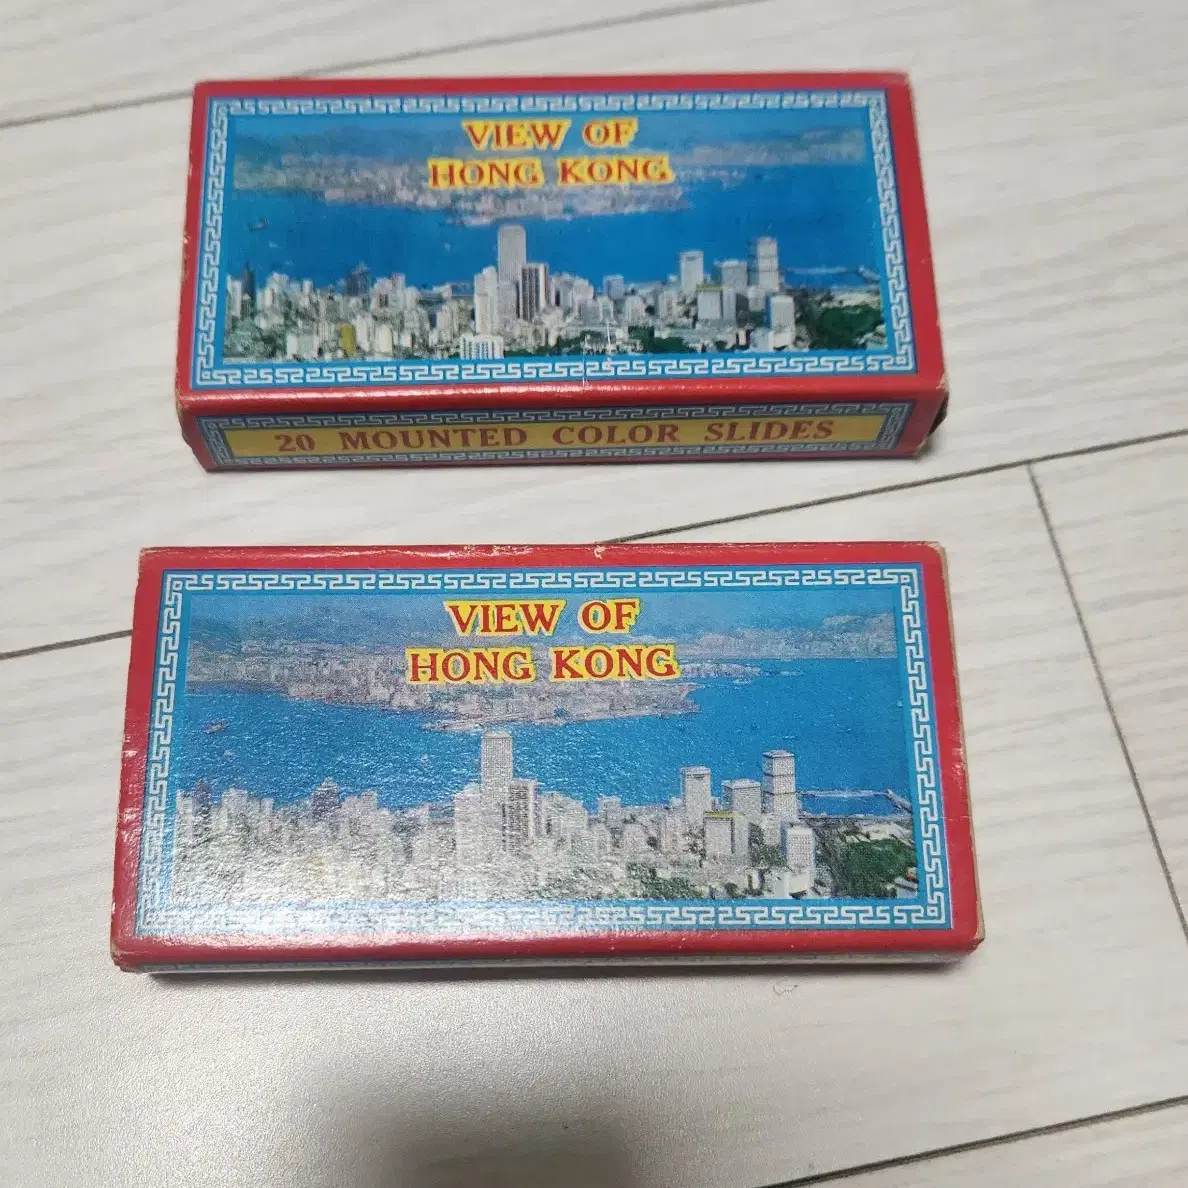 VIEW OF
HONG KONG
20 MOUNTED COLOR SLIDES
VIEW OF
HONG KONG